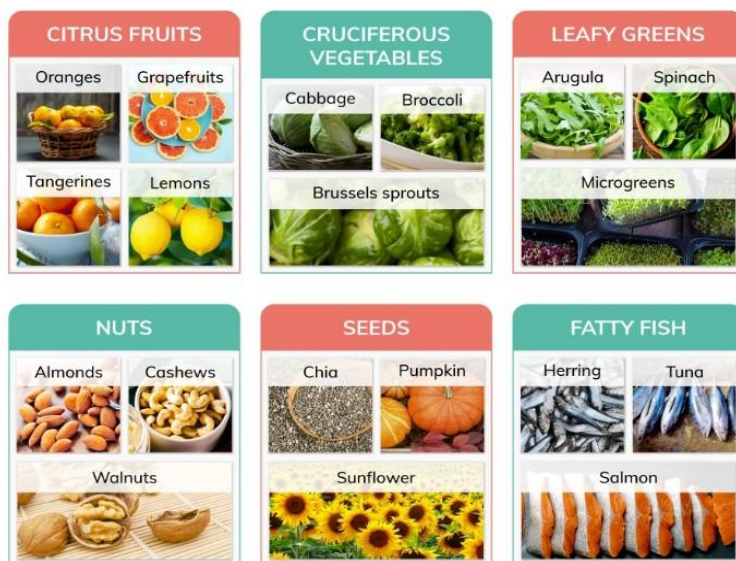 CITRUS FRUITS
Oranges
Grapefruits
Tangerines
Lemons
CRUCIFEROUS
VEGETABLES
Cabbage
Broccoli
Brussels sprouts
LEAFY GREENS
Arugula
Spinach
Microgreens
NUTS
Almonds
Cashews
Walnuts
SEEDS
Chia
Pumpkin
Sunflower
FATTY FISH
Herring
Tuna
Salmon